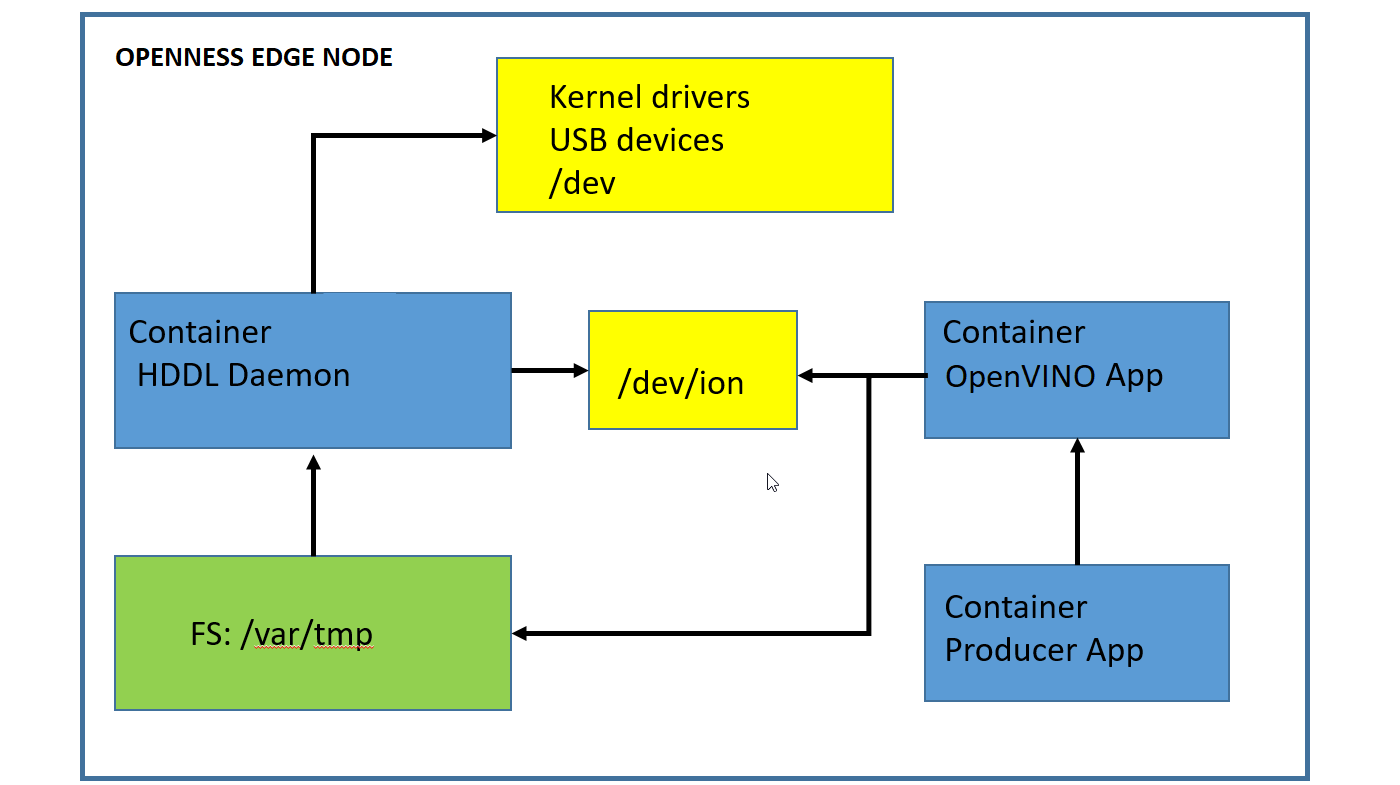 OPENNESS EDGE NODE
Kernel drivers
USB devices
/dev
Container
HDDL Daemon
/dev/ion
Container
OpenVINO App
FS: /var/tmp
Container
Producer App